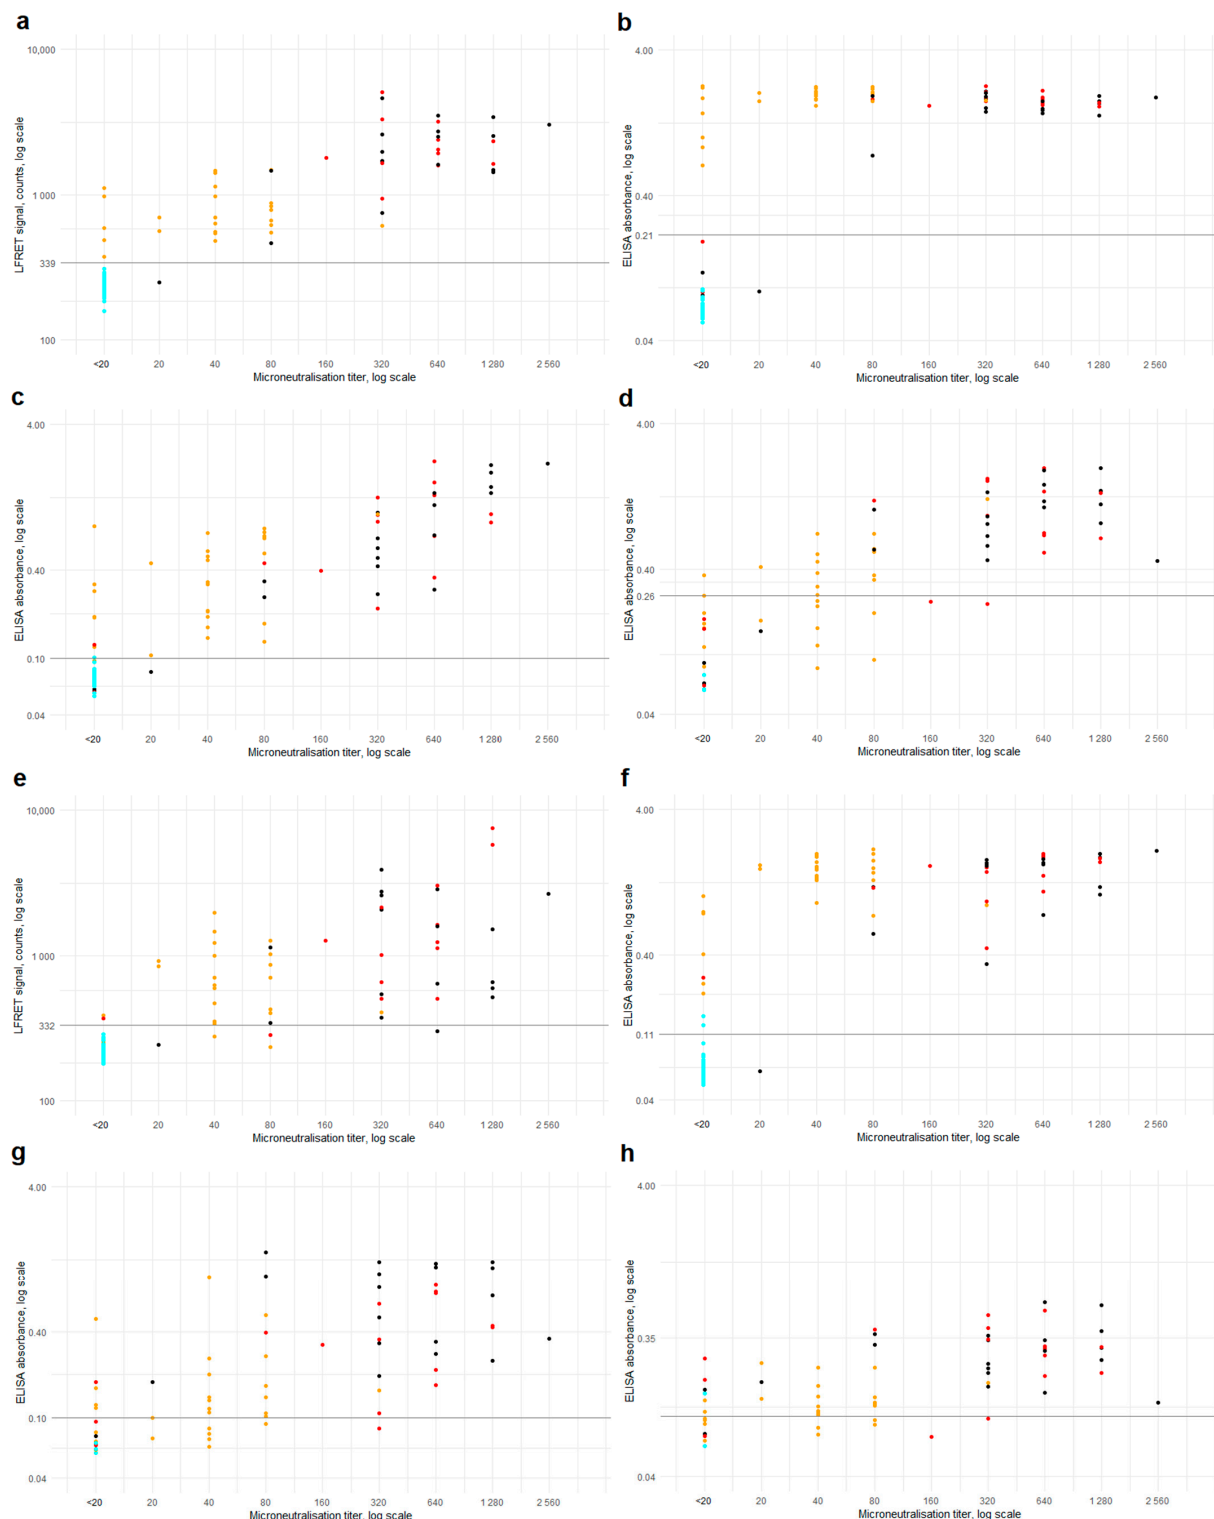 a
10,000
1 000
339
100
LFRET signal, counts, log scale
<20 20 40 80 160 320 640 1 280 2 560
Microneutralisation titer, log scale
b
4.00
0.40
0.21
0.04
ELISA absorbance, log scale
<20 20 40 80 160 320 640 1 280 2 560
Microneutralisation titer, log scale
c
4.00
0.40
0.10
0.04
ELISA absorbance, log scale
<20 20 40 80 160 320 640 1 280 2 560
Microneutralisation titer, log scale
d
4.00
0.40
0.26
0.04
ELISA absorbance, log scale
<20 20 40 80 160 320 640 1 280 2 560
Microneutralisation titer, log scale
e
10,000
1 000
332
100
LFRET signal, counts, log scale
<20 20 40 80 160 320 640 1 280 2 560
Microneutralisation titer, log scale
f
4.00
0.40
0.11
0.04
ELISA absorbance, log scale
<20 20 40 80 160 320 640 1 280 2 560
Microneutralisation titer, log scale
g
4.00
0.40
0.10
0.04
ELISA absorbance, log scale
<20 20 40 80 160 320 640 1 280 2 560
Microneutralisation titer, log scale
h
4.00
0.35
0.04
ELISA absorbance, log scale
<20 20 40 80 160 320 640 1 280 2 560
Microneutralisation titer, log scale